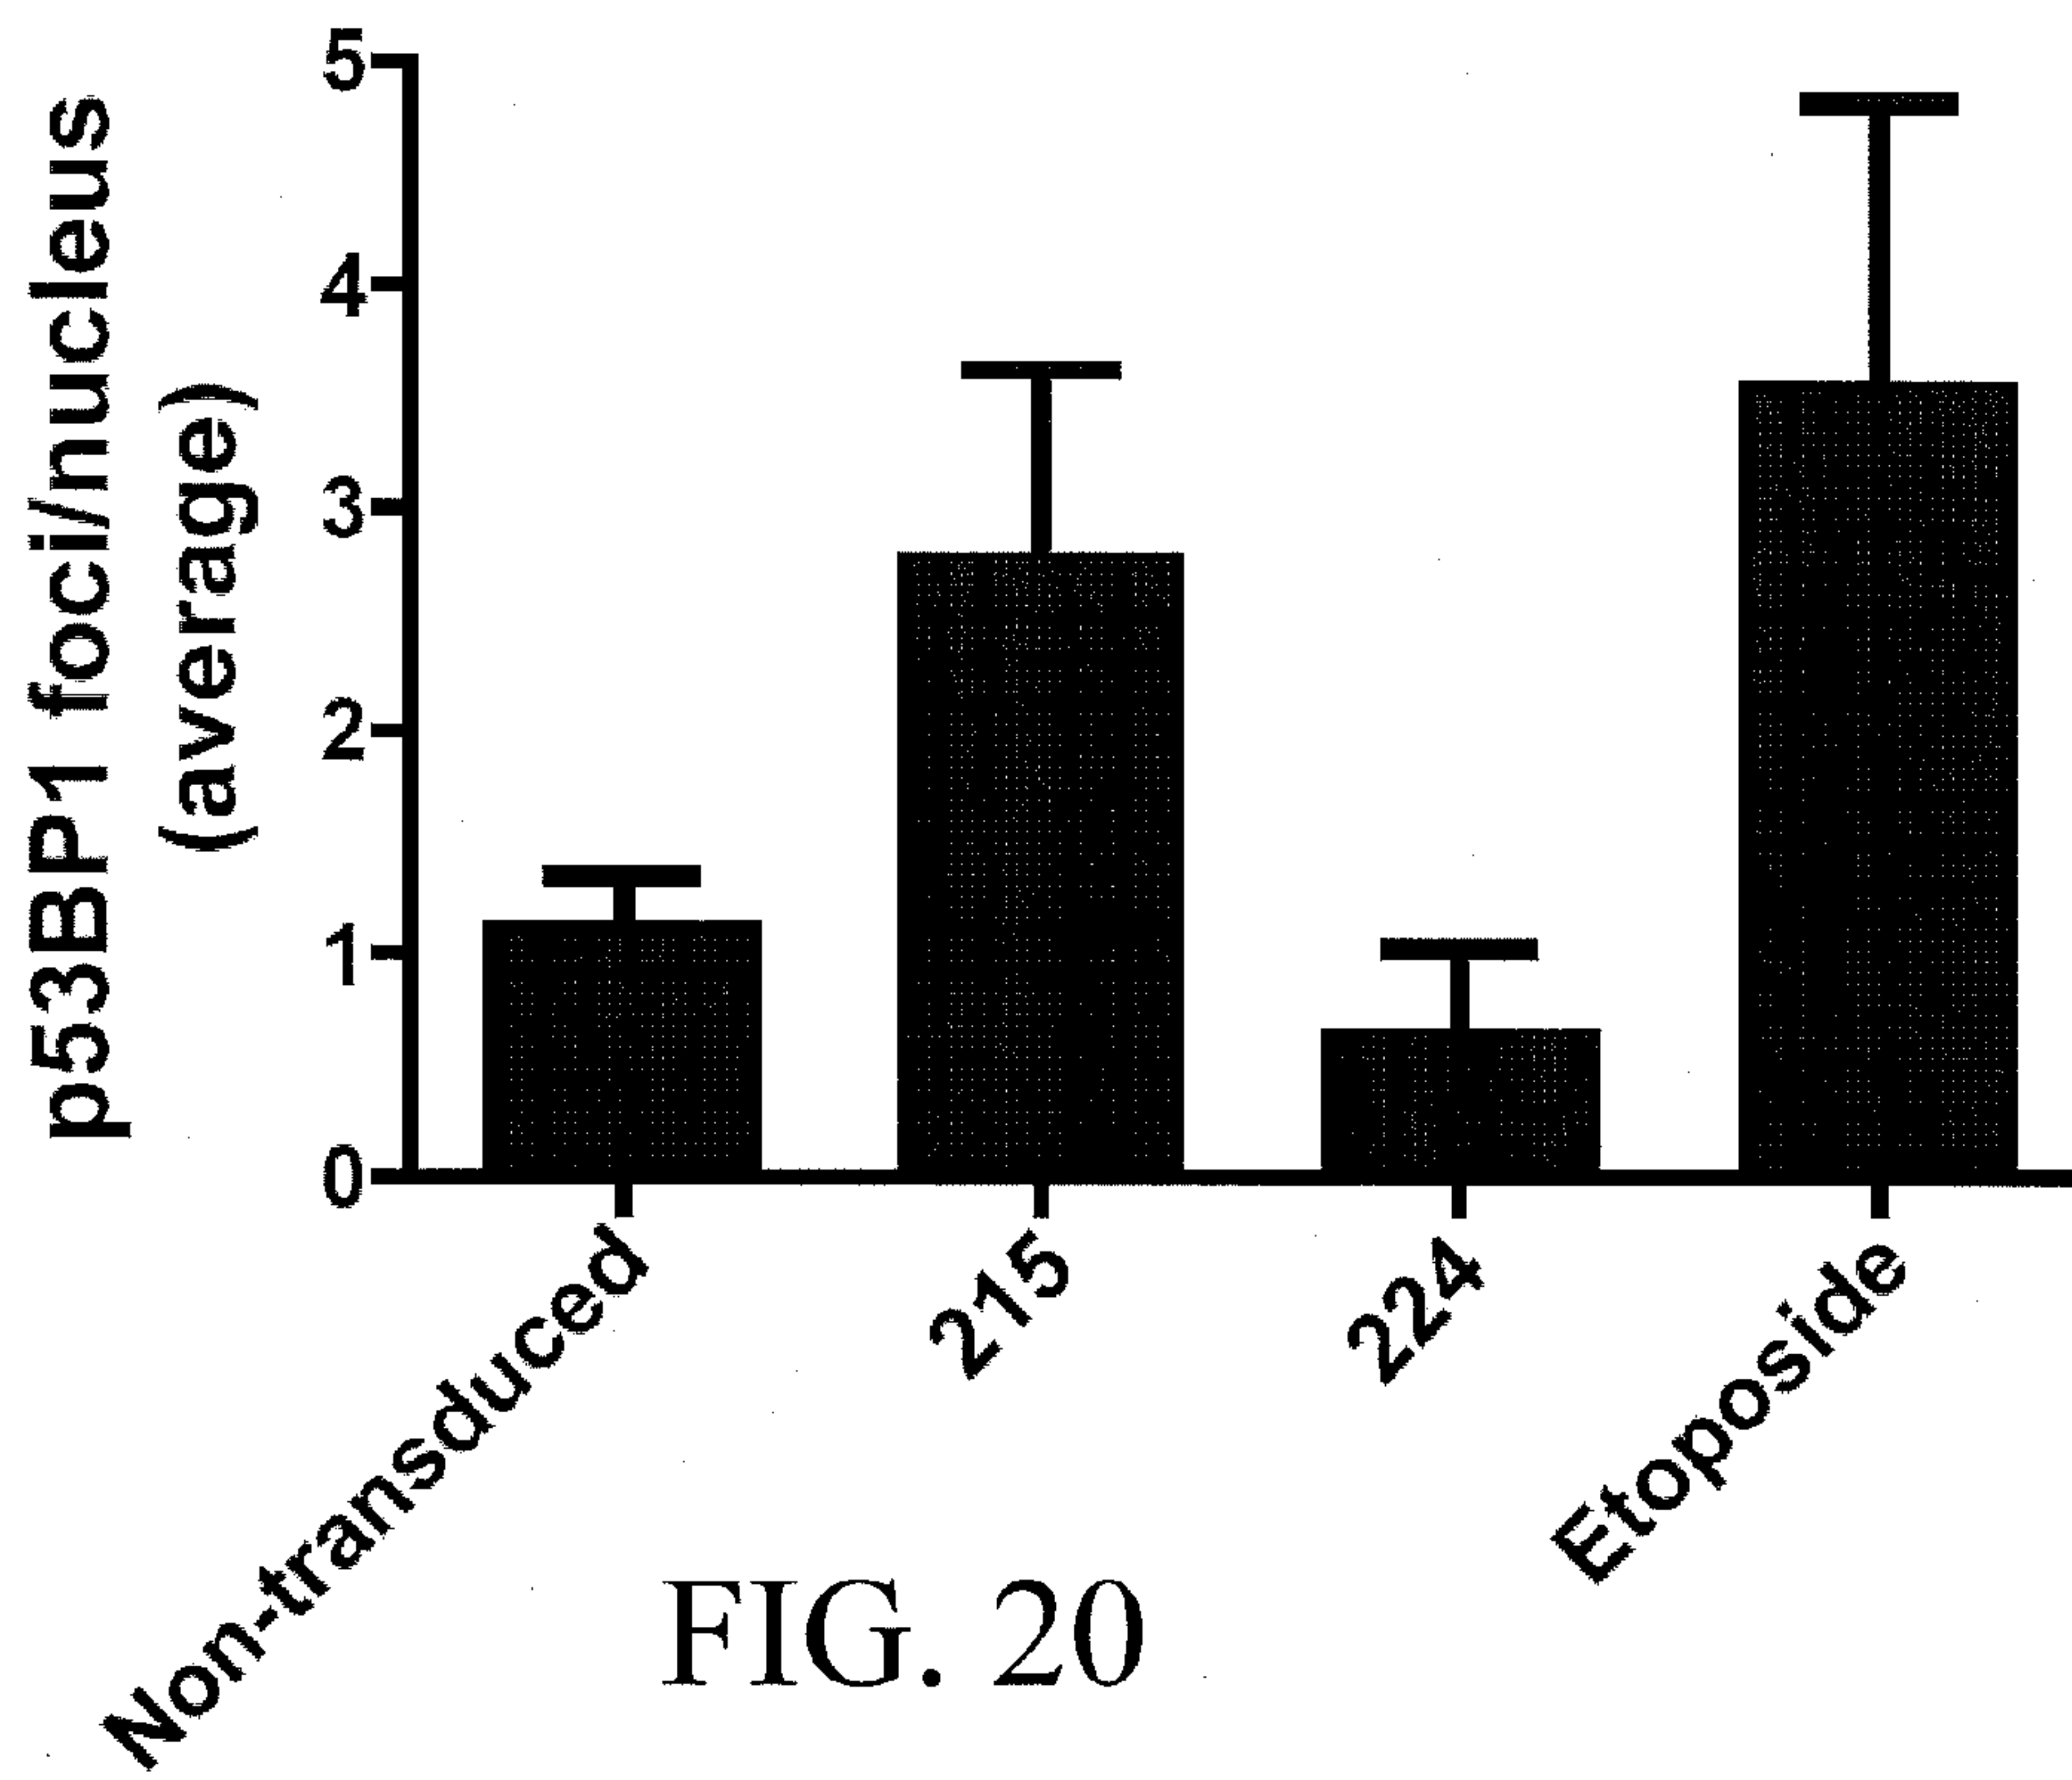 p53BP1 foci/nucleus
(average)
5
4
3
2
1
0
Non-transduced
215
224
Etoposide
FIG. 20